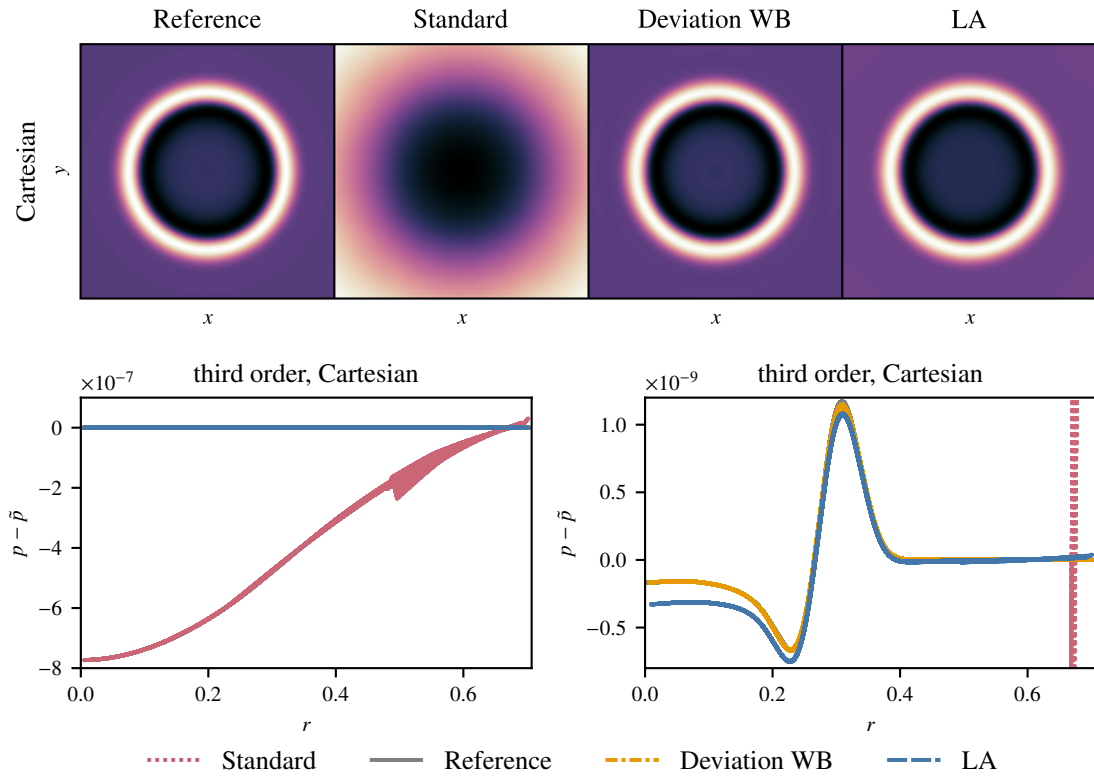 Reference Standard Deviation WB LA
Cartesian
y
x x x x
×10⁻⁷ third order, Cartesian
p − p̃
0
−2
−4
−6
−8
0.0 0.2 0.4 0.6
r
×10⁻⁹ third order, Cartesian
p − p̃
1.0
0.5
0.0
−0.5
0.0 0.2 0.4 0.6
r
Standard Reference Deviation WB LA